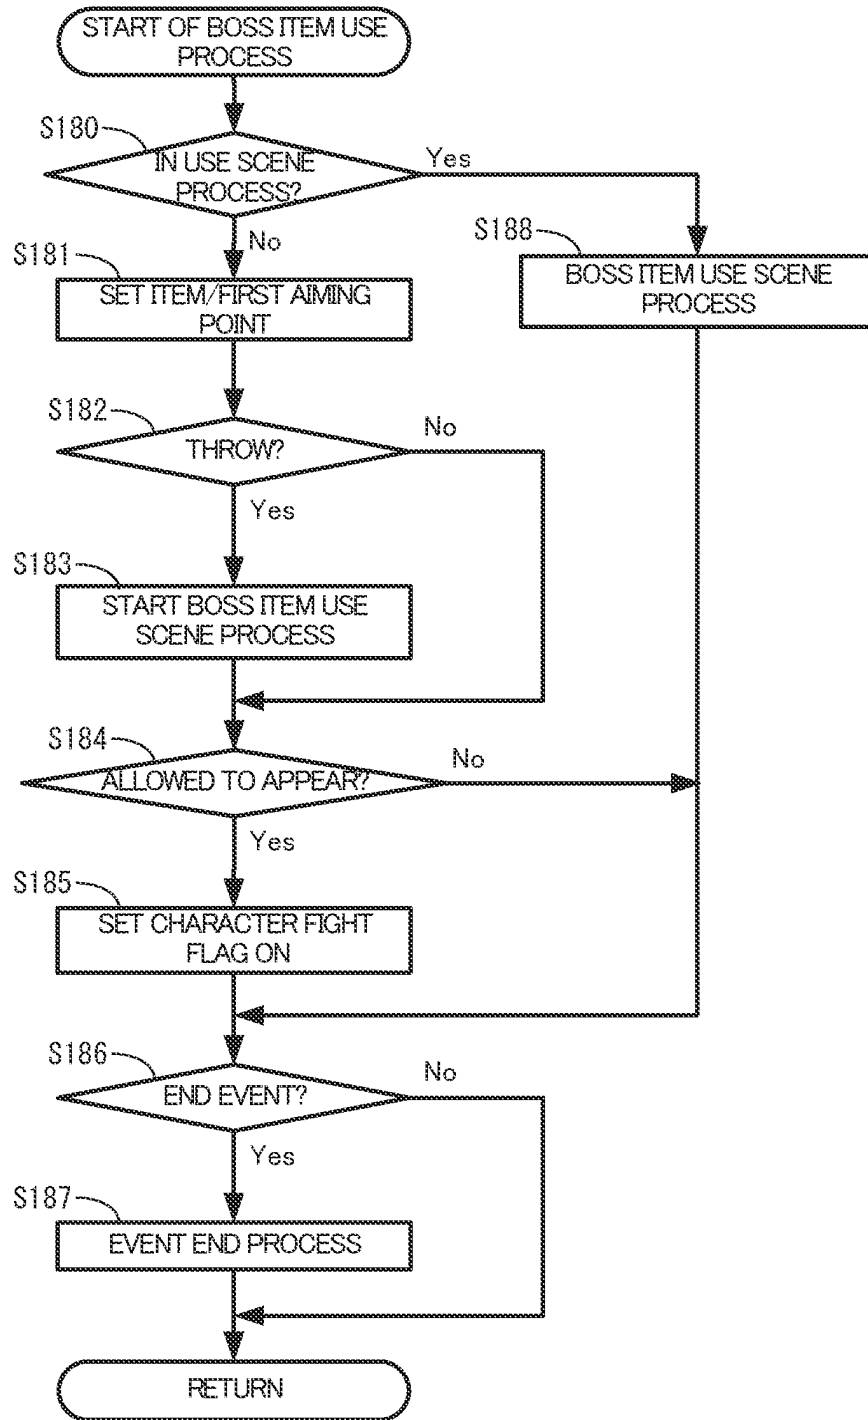 START OF BOSS ITEM USE
PROCESS
S180
IN USE SCENE
PROCESS?
Yes
No
S188
BOSS ITEM USE SCENE
PROCESS
S181
SET ITEM/FIRST AIMING
POINT
S182
THROW?
No
Yes
S183
START BOSS ITEM USE
SCENE PROCESS
S184
ALLOWED TO APPEAR?
No
Yes
S185
SET CHARACTER FIGHT
FLAG ON
S186
END EVENT?
No
Yes
S187
EVENT END PROCESS
RETURN